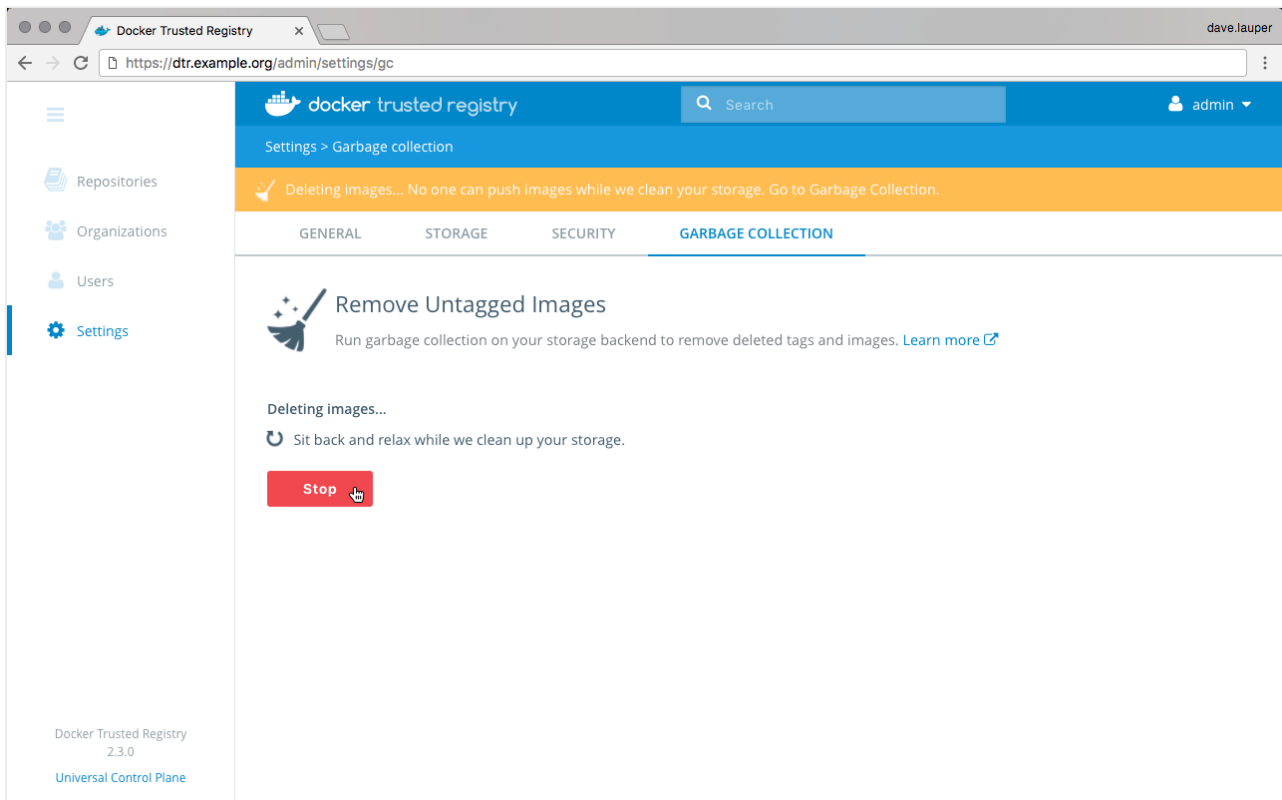 Docker Trusted Registry
dave.lauper
https://dtr.example.org/admin/settings/gc
docker trusted registry
Search
admin
Settings > Garbage collection
Repositories
Organizations
Users
Settings
Deleting images... No one can push images while we clean your storage. Go to Garbage Collection.
GENERAL STORAGE SECURITY GARBAGE COLLECTION
Remove Untagged Images
Run garbage collection on your storage backend to remove deleted tags and images. Learn more
Deleting images...
Sit back and relax while we clean up your storage.
Stop
Docker Trusted Registry
2.3.0
Universal Control Plane